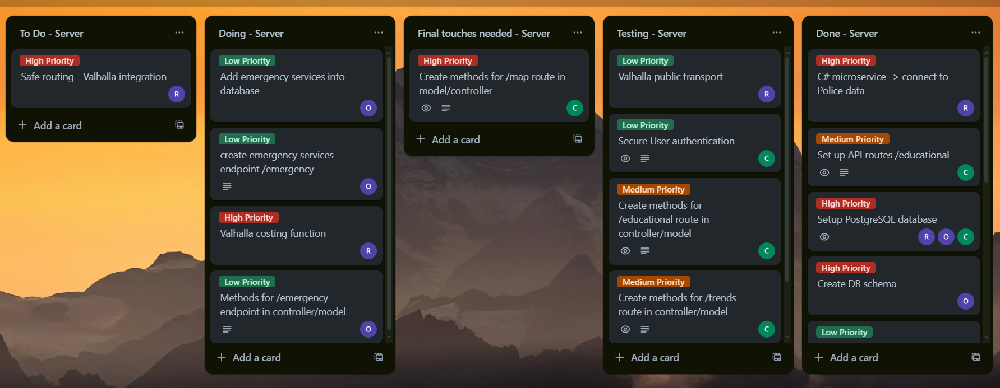 To Do - Server
High Priority
Safe routing - Valhalla integration
R
Add a card
Doing - Server
Low Priority
Add emergency services into
database
O
Low Priority
create emergency services
endpoint /emergency
O
High Priority
Valhalla costing function
R
Low Priority
Methods for /emergency
endpoint in controller/model
O
Add a card
Final touches needed - Server
High Priority
Create methods for /map route in
model/controller
C
Add a card
Testing - Server
Low Priority
Valhalla public transport
R
Low Priority
Secure User authentication
C
Medium Priority
Create methods for
/educational route in
controller/model
C
Medium Priority
Create methods for /trends
route in controller/model
C
Add a card
Done - Server
High Priority
C# microservice -> connect to
Police data
R
Medium Priority
Set up API routes /educational
C
High Priority
Setup PostgreSQL database
R O C
High Priority
Create DB schema
O
Low Priority
Add a card